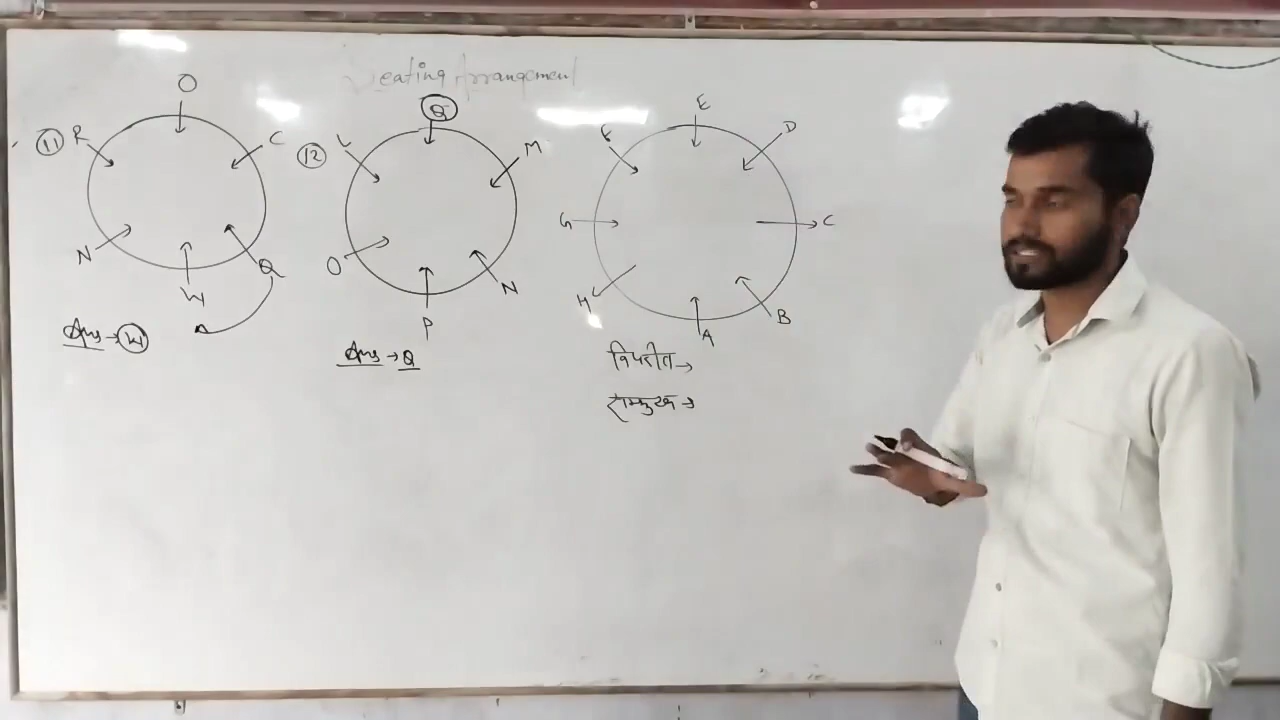 Seating Arrangement
(11)
O
R
C
N
Q
W
Ans → W
(12)
Q
L
M
O
N
P
Ans → Q
E
F
D
G
C
H
B
A
विपरीत →
सम्मुख →